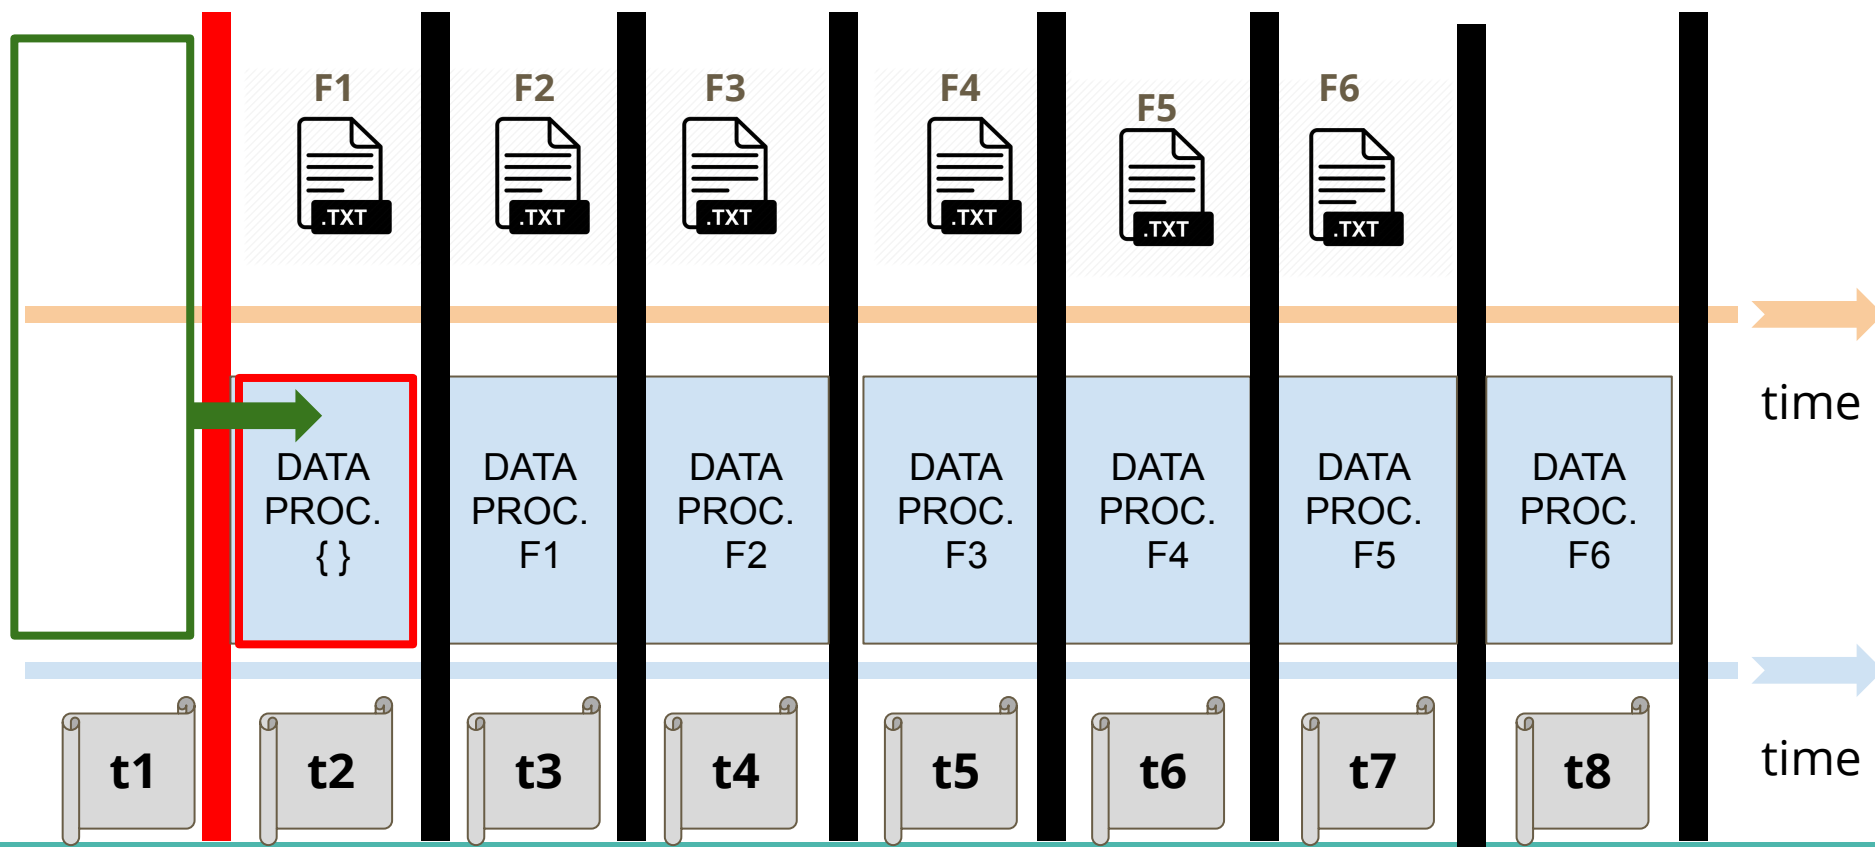 F1
F2
F3
F4
F5
F6
.TXT
.TXT
.TXT
.TXT
.TXT
.TXT
time
DATA
PROC.
{ }
DATA
PROC.
F1
DATA
PROC.
F2
DATA
PROC.
F3
DATA
PROC.
F4
DATA
PROC.
F5
DATA
PROC.
F6
t1
t2
t3
t4
t5
t6
t7
t8
time